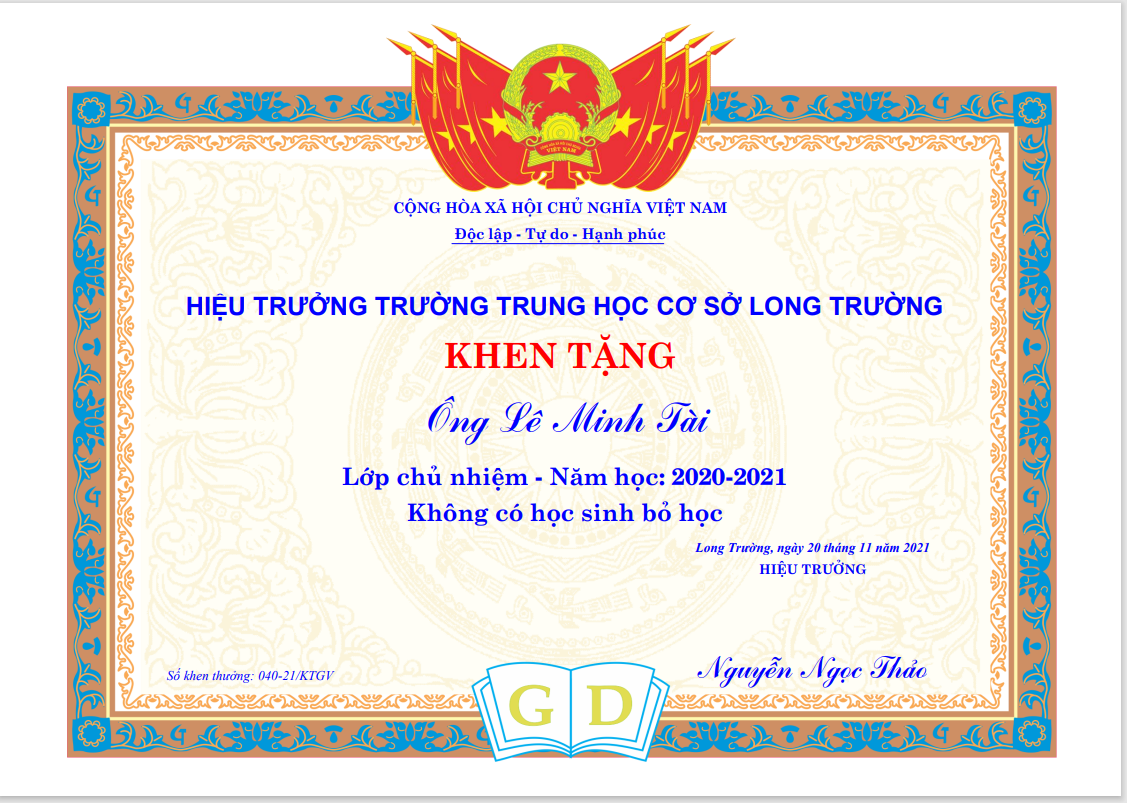 VIỆT NAM
CỘNG HÒA XÃ HỘI CHỦ NGHĨA VIỆT NAM
Độc lập - Tự do - Hạnh phúc
HIỆU TRƯỞNG TRƯỜNG TRUNG HỌC CƠ SỞ LONG TRƯỜNG
KHEN TẶNG
Ông Lê Minh Tài
Lớp chủ nhiệm - Năm học: 2020-2021
Không có học sinh bỏ học
Long Trường, ngày 20 tháng 11 năm 2021
HIỆU TRƯỞNG
Số khen thưởng: 040-21/KTGV
Nguyễn Ngọc Thảo
G D